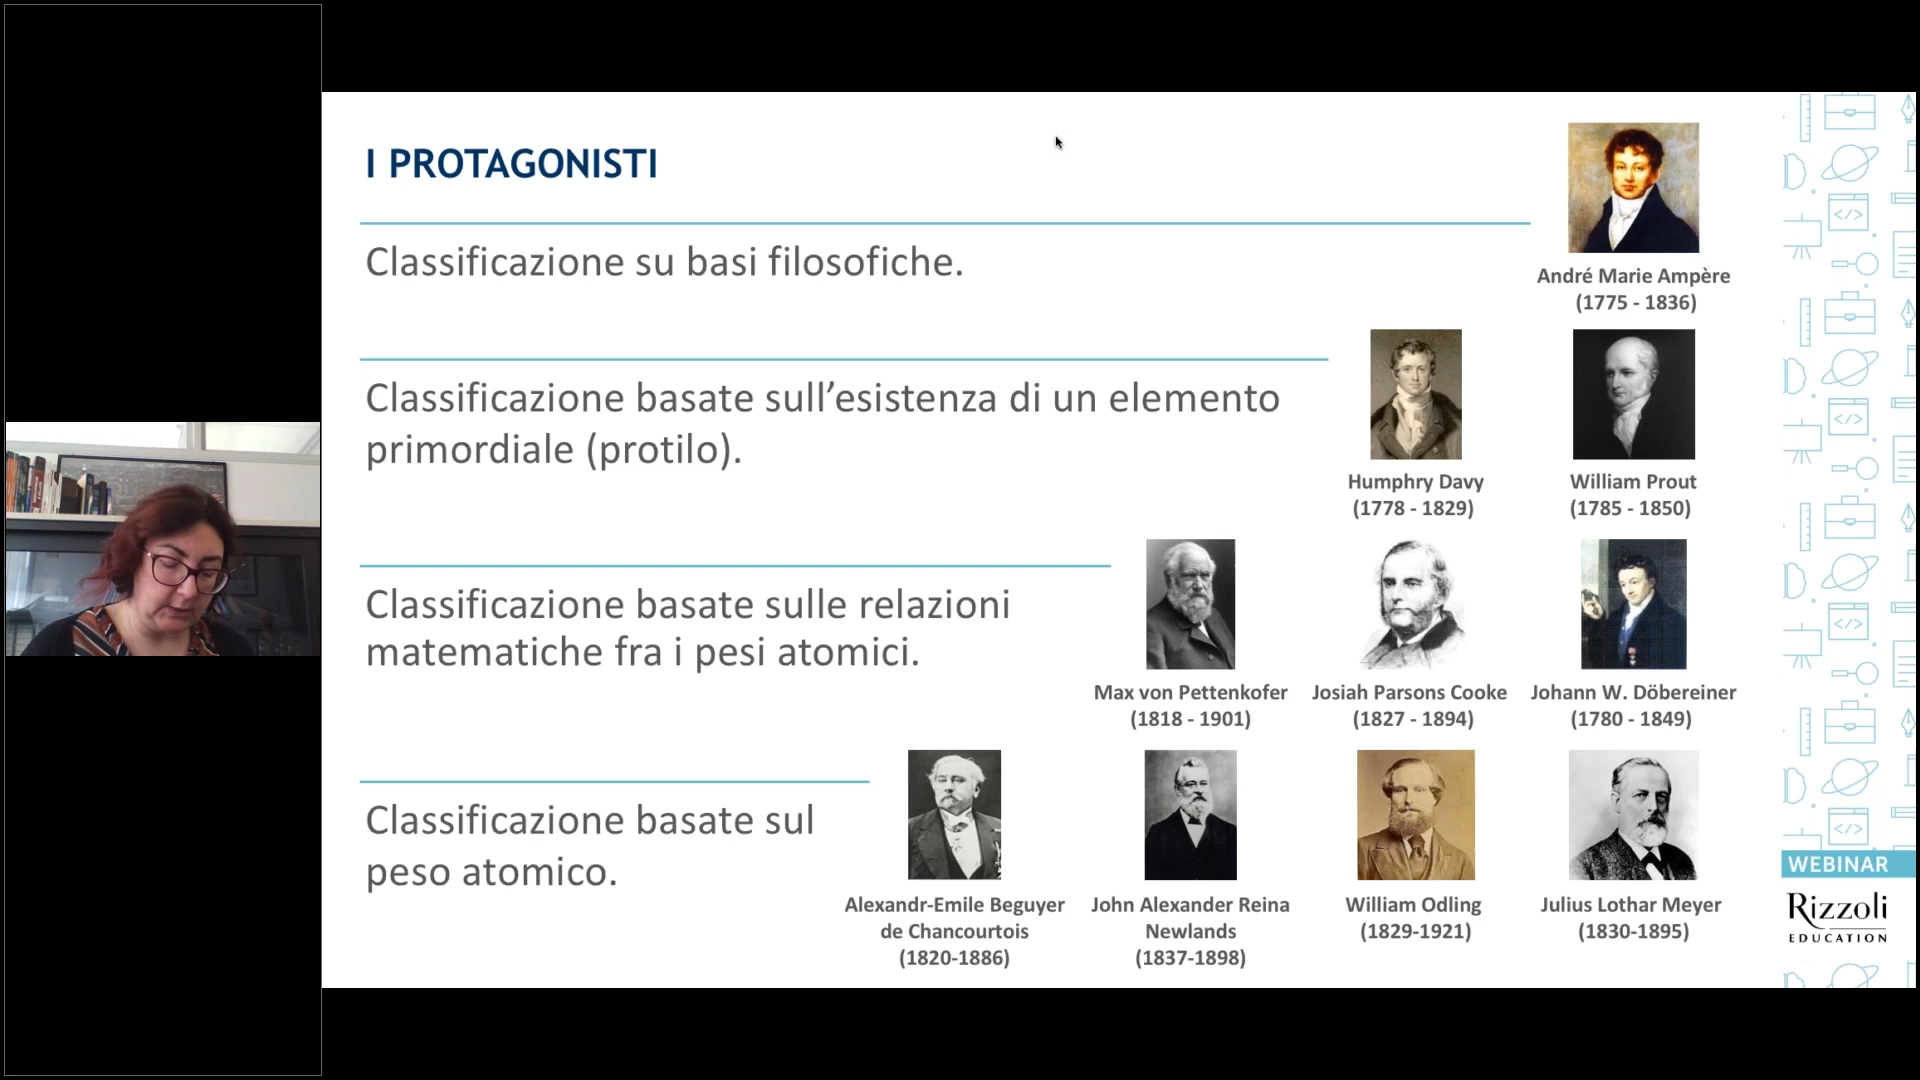 I PROTAGONISTI
Classificazione su basi filosofiche.
André Marie Ampère
(1775 - 1836)
Classificazione basate sull’esistenza di un elemento
primordiale (protilo).
Humphry Davy
(1778 - 1829)
William Prout
(1785 - 1850)
Classificazione basate sulle relazioni
matematiche fra i pesi atomici.
Max von Pettenkofer
(1818 - 1901)
Josiah Parsons Cooke
(1827 - 1894)
Johann W. Döbereiner
(1780 - 1849)
Classificazione basate sul
peso atomico.
Alexandr-Emile Beguyer
de Chancourtois
(1820-1886)
John Alexander Reina
Newlands
(1837-1898)
William Odling
(1829-1921)
Julius Lothar Meyer
(1830-1895)
WEBINAR
Rizzoli
EDUCATION